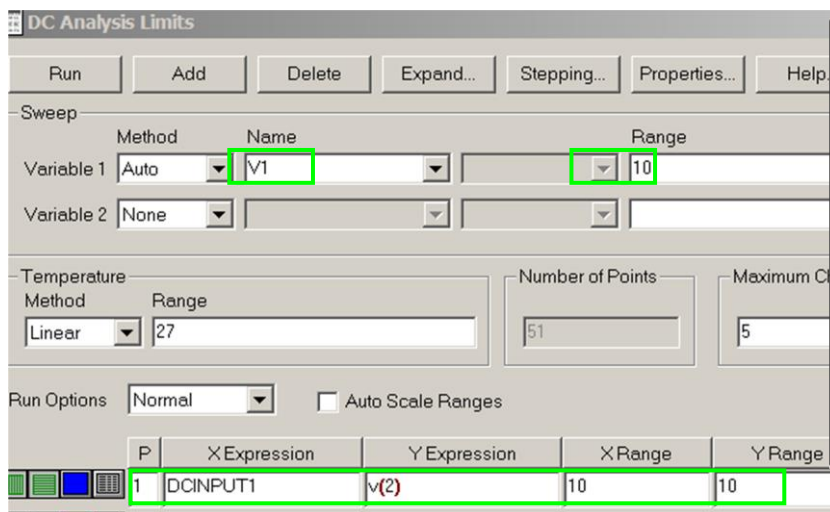 DC Analysis Limits
Run Add Delete Expand... Stepping... Properties... Help.
Sweep
Method Name Range
Variable 1 Auto V1 10
Variable 2 None
Temperature Number of Points Maximum Cl
Method Range
Linear 27 51 5
Run Options Normal Auto Scale Ranges
P X Expression Y Expression X Range Y Range
1 DCINPUT1 v(2) 10 10